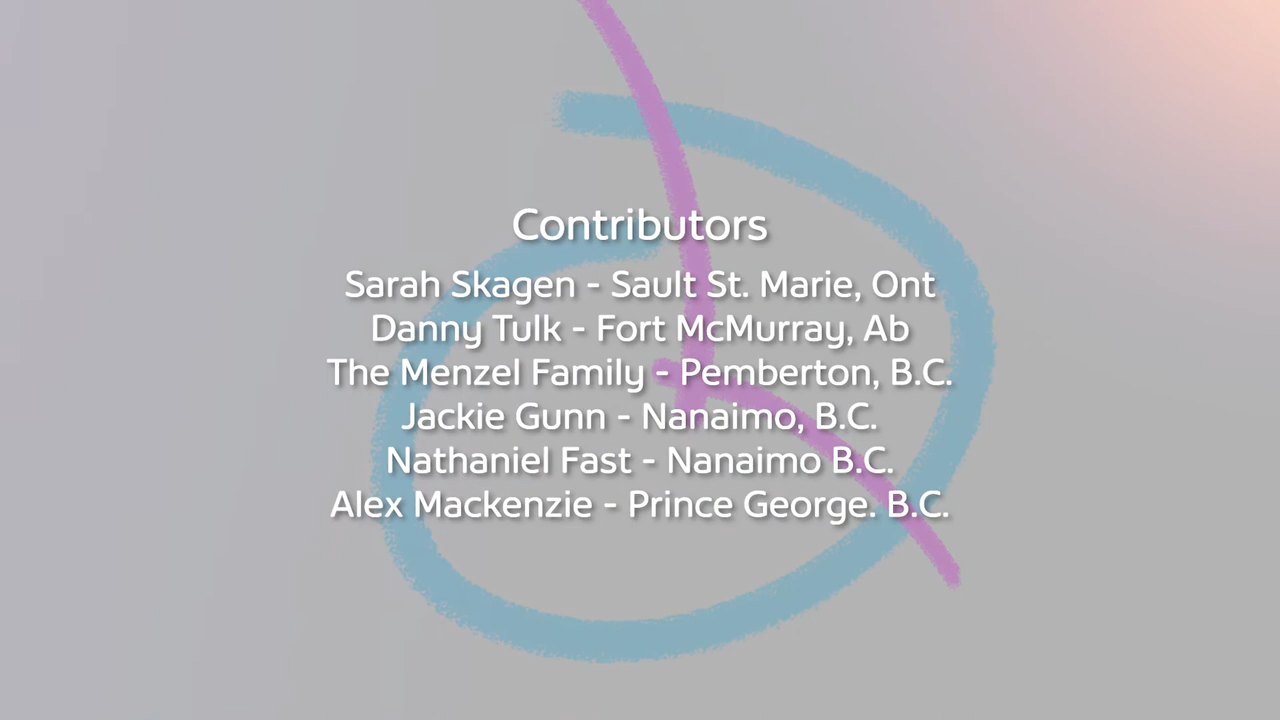 Contributors
Sarah Skagen - Sault St. Marie, Ont
Danny Tulk - Fort McMurray, Ab
The Menzel Family - Pemberton, B.C.
Jackie Gunn - Nanaimo, B.C.
Nathaniel Fast - Nanaimo B.C.
Alex Mackenzie - Prince George. B.C.